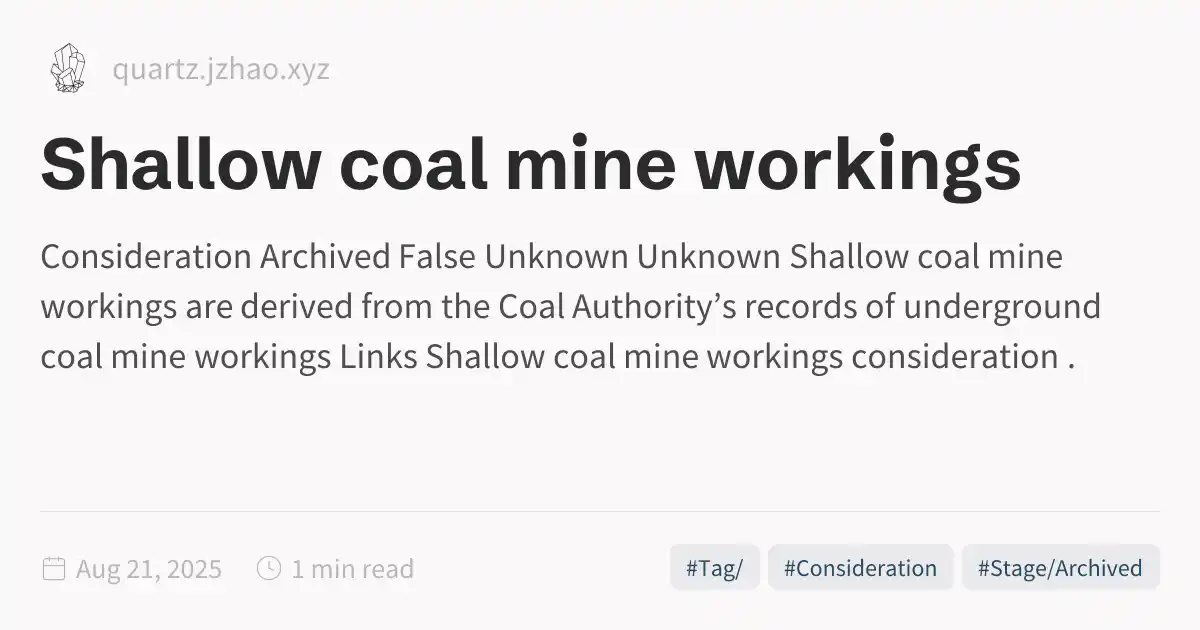 quartz.jzhao.xyz
Shallow coal mine workings
Consideration Archived False Unknown Unknown Shallow coal mine
workings are derived from the Coal Authority’s records of underground
coal mine workings Links Shallow coal mine workings consideration .
Aug 21, 2025 1 min read #Tag/ #Consideration #Stage/Archived